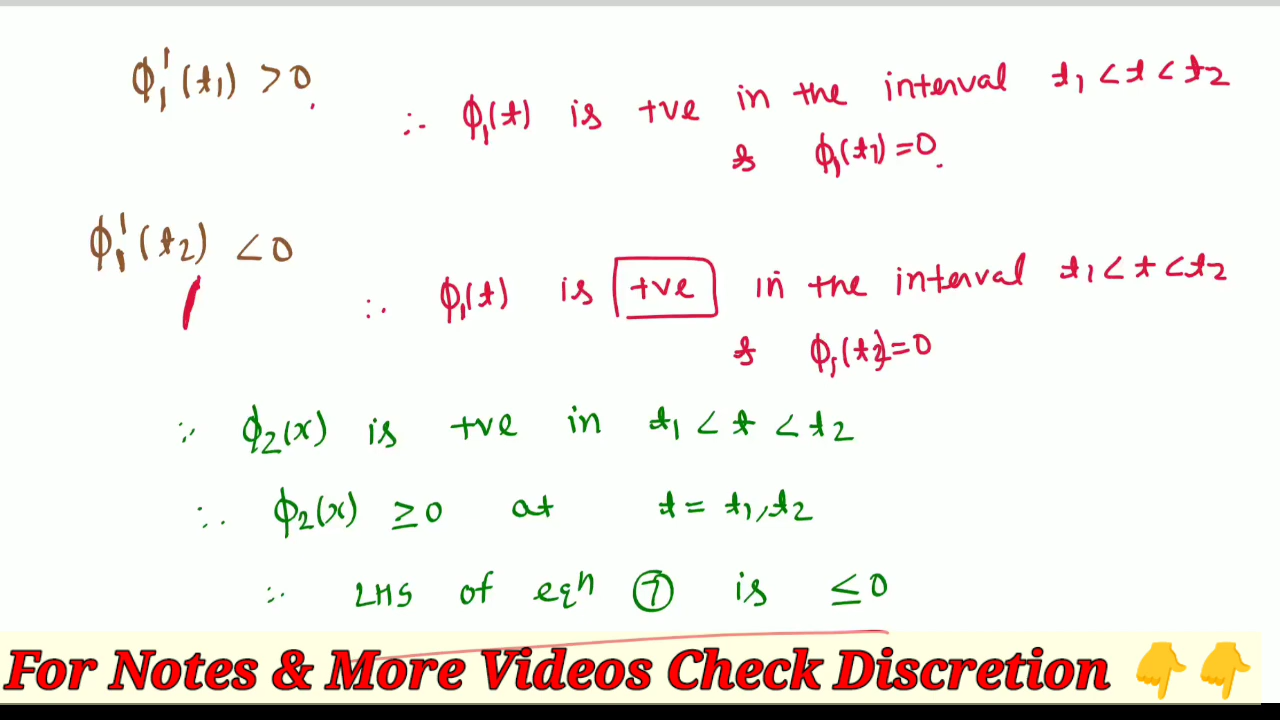 ϕ₁'(t₁) > 0.
∴ ϕ₁(t) is +ve in the interval t₁ < t < t₂
& ϕ₁(t₁) = 0.
ϕ₁'(t₂) < 0
∴ ϕ₁(t) is +ve in the interval t₁ < t < t₂
& ϕ₁(t₂) = 0
∵ ϕ₂(x) is +ve in t₁ < t < t₂
∴ ϕ₂(x) ≥ 0 at t = t₁, t₂
∴ LHS of eqn ⑦ is ≤ 0
For Notes & More Videos Check Discretion 👇👇